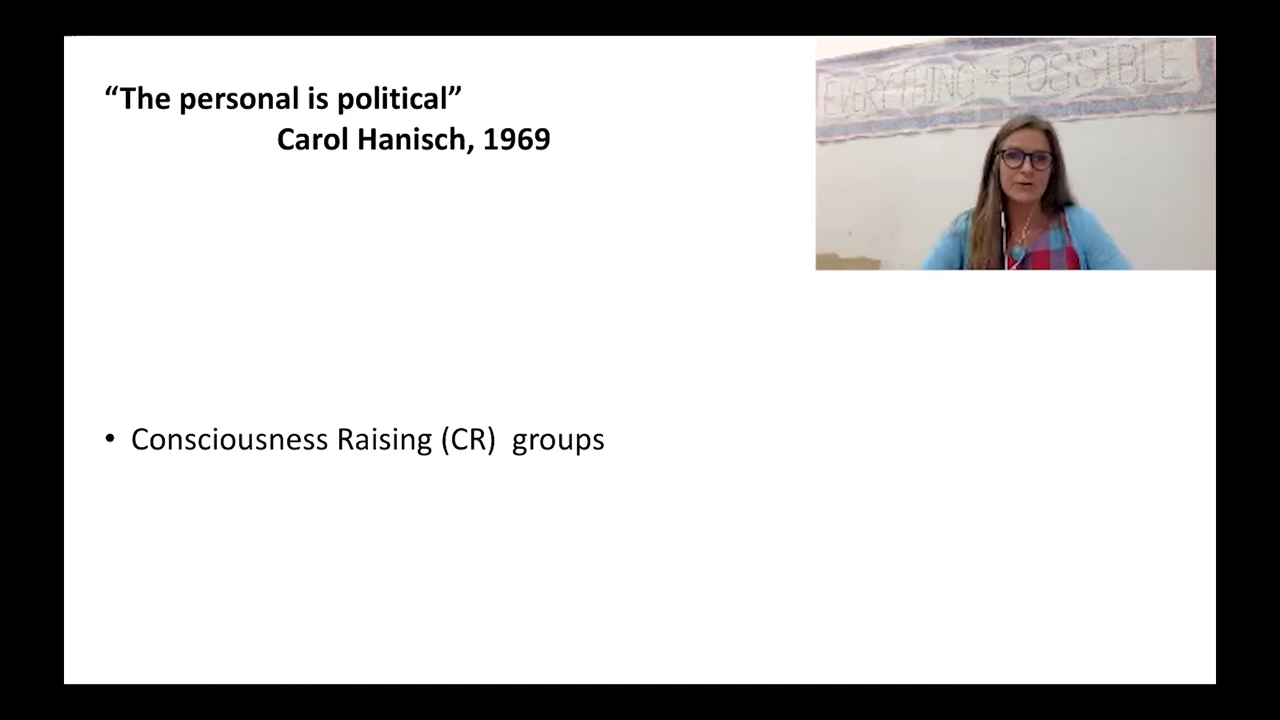 “The personal is political”
Carol Hanisch, 1969
EVERYTHING IS POSSIBLE
• Consciousness Raising (CR)  groups